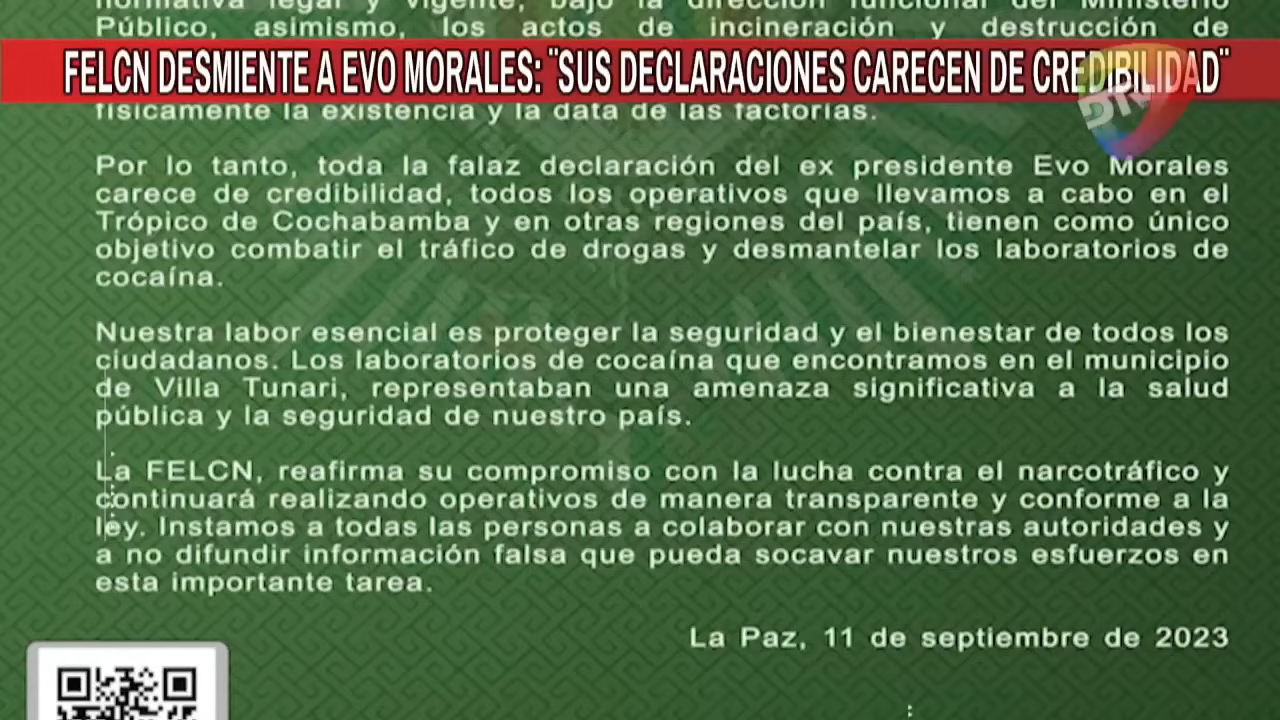 normativa legal y vigente, bajo la dirección funcional del Ministerio
Público, asimismo, los actos de incineración y destrucción de
FELCN DESMIENTE A EVO MORALES: ¨SUS DECLARACIONES CARECEN DE CREDIBILIDAD¨
DTV
físicamente la existencia y la data de las factorías.
Por lo tanto, toda la falaz declaración del ex presidente Evo Morales
carece de credibilidad, todos los operativos que llevamos a cabo en el
Trópico de Cochabamba y en otras regiones del país, tienen como único
objetivo combatir el tráfico de drogas y desmantelar los laboratorios de
cocaína.
Nuestra labor esencial es proteger la seguridad y el bienestar de todos los
ciudadanos. Los laboratorios de cocaína que encontramos en el municipio
de Villa Tunari, representaban una amenaza significativa a la salud
pública y la seguridad de nuestro país.
La FELCN, reafirma su compromiso con la lucha contra el narcotráfico y
continuará realizando operativos de manera transparente y conforme a la
ley. Instamos a todas las personas a colaborar con nuestras autoridades y
a no difundir información falsa que pueda socavar nuestros esfuerzos en
esta importante tarea.
La Paz, 11 de septiembre de 2023